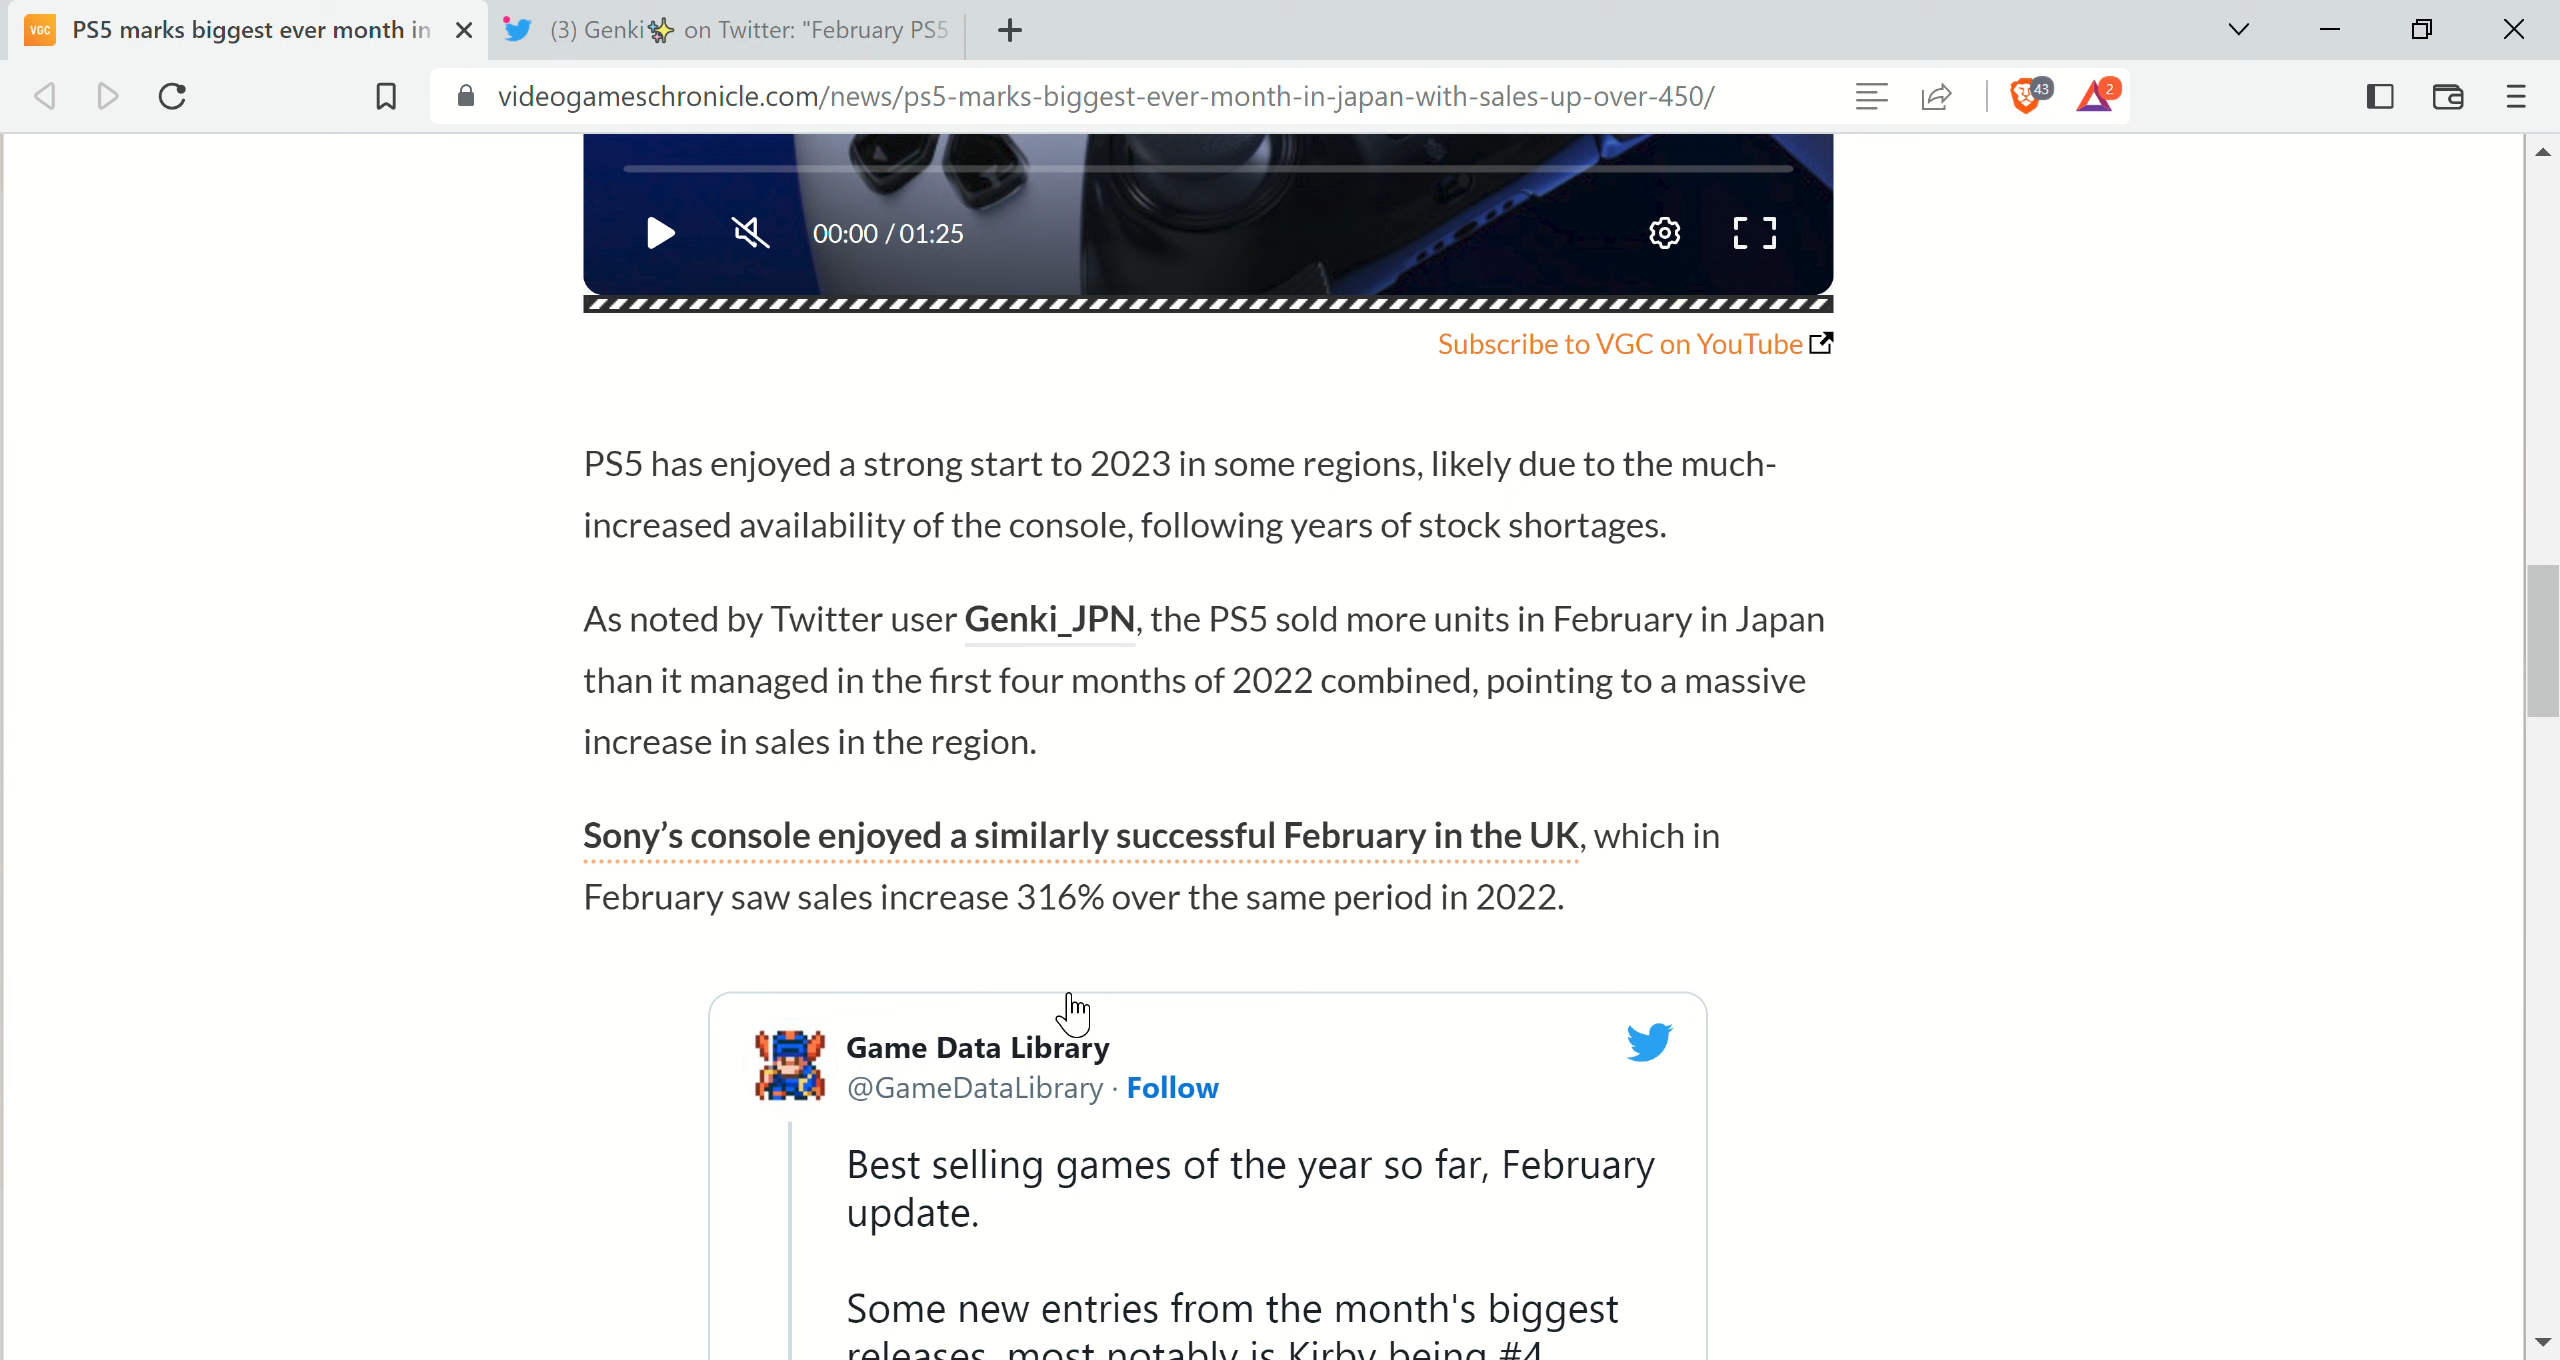 VGC PS5 marks biggest ever month in
(3) Genki✨ on Twitter: "February PS5
videogameschronicle.com/news/ps5-marks-biggest-ever-month-in-japan-with-sales-up-over-450/
43
2
00:00 / 01:25
Subscribe to VGC on YouTube
PS5 has enjoyed a strong start to 2023 in some regions, likely due to the much-
increased availability of the console, following years of stock shortages.
As noted by Twitter user Genki_JPN, the PS5 sold more units in February in Japan
than it managed in the first four months of 2022 combined, pointing to a massive
increase in sales in the region.
Sony’s console enjoyed a similarly successful February in the UK, which in
February saw sales increase 316% over the same period in 2022.
Game Data Library
@GameDataLibrary · Follow
Best selling games of the year so far, February
update.
Some new entries from the month's biggest
releases, most notably is Kirby being #4